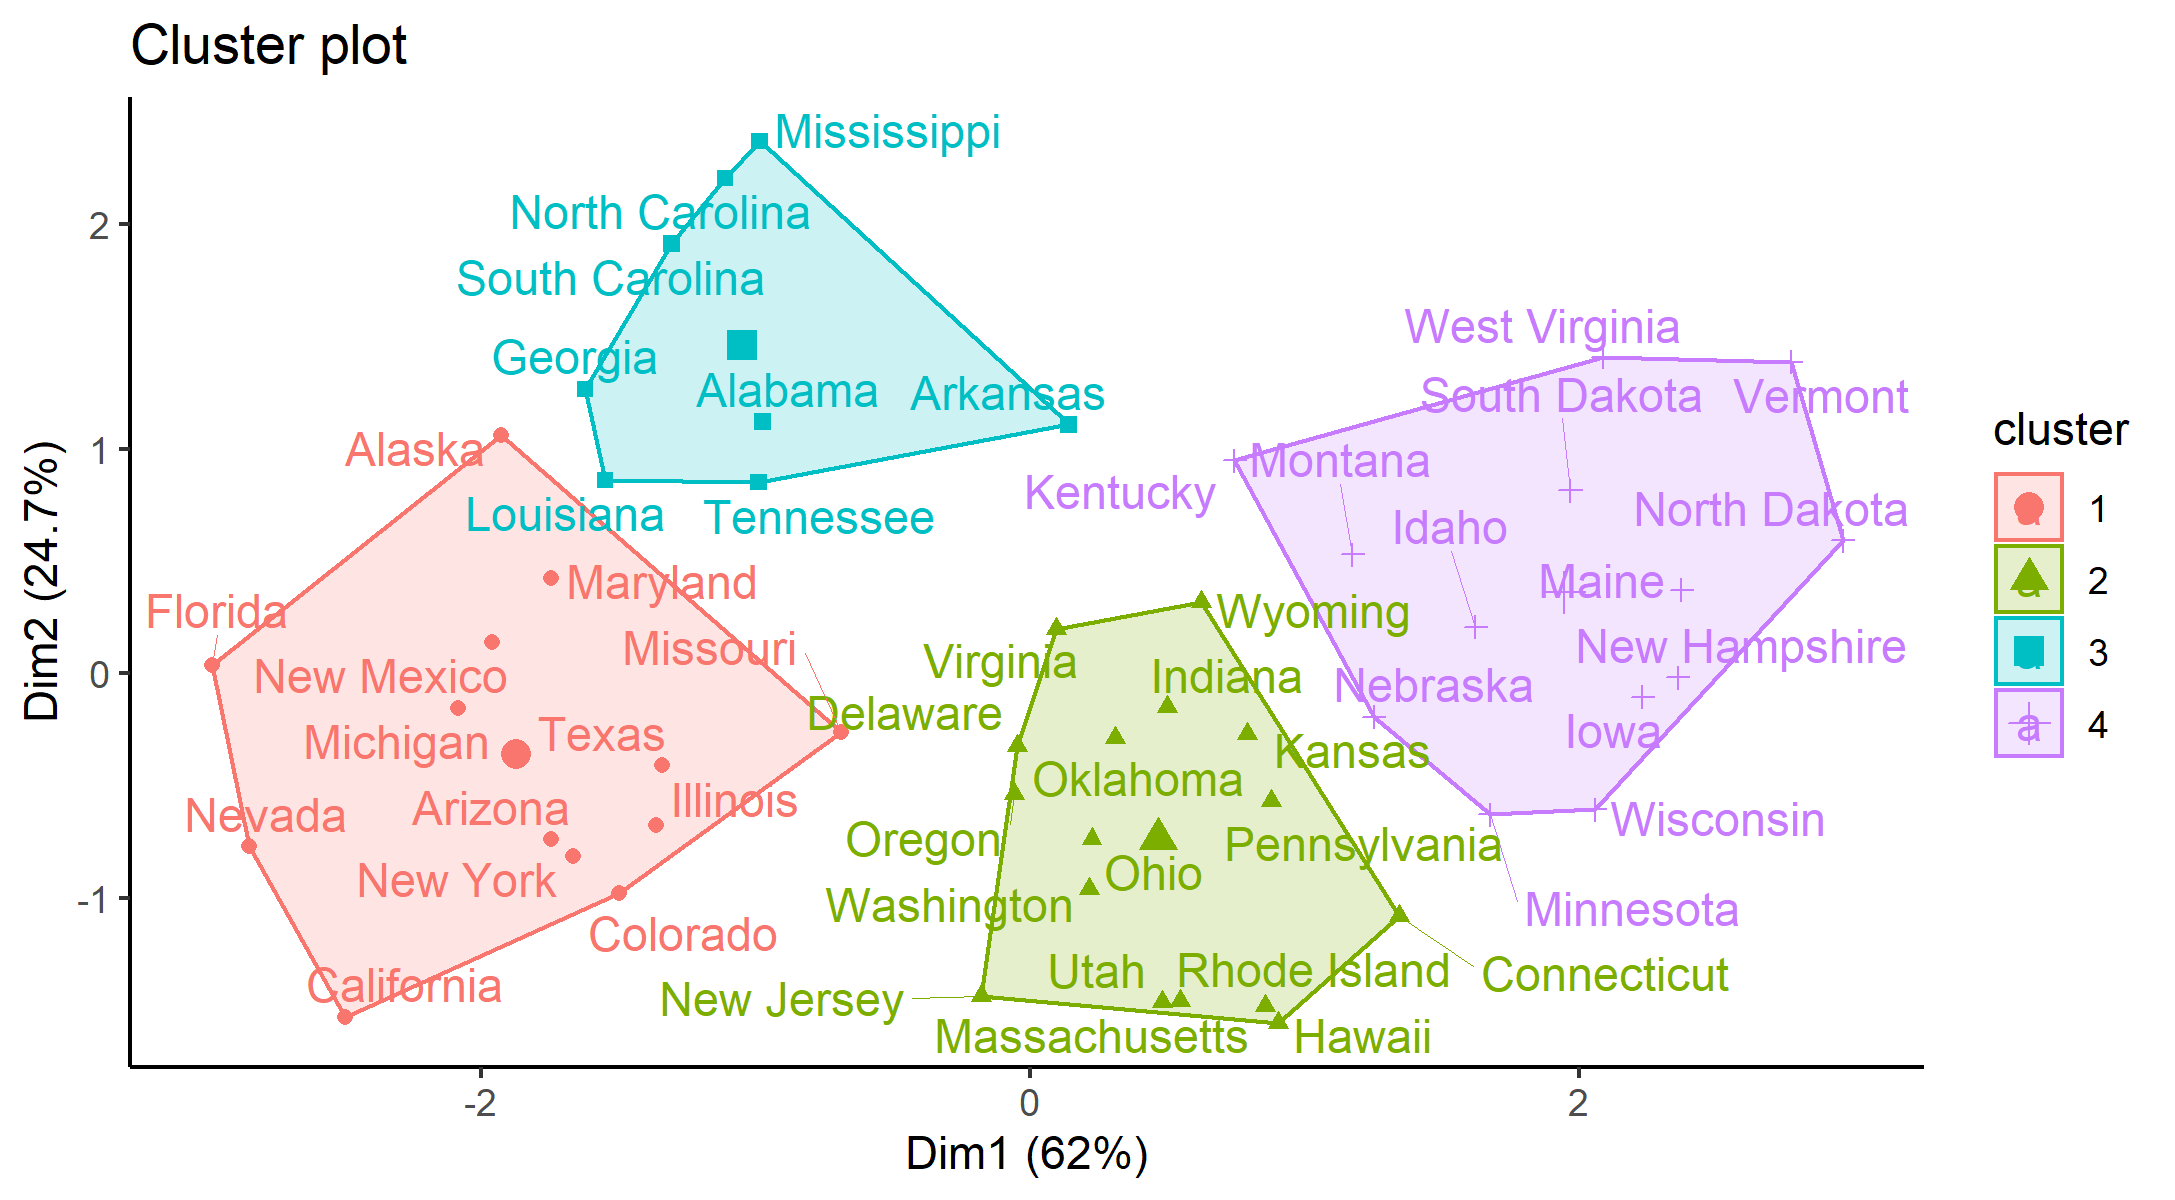 Cluster plot
Mississippi
North Carolina
South Carolina
Georgia
Alabama
Arkansas
Louisiana
Tennessee
Alaska
Maryland
Florida
Missouri
New Mexico
Michigan
Texas
Nevada
Arizona
Illinois
New York
Colorado
California
West Virginia
South Dakota
Vermont
Montana
Kentucky
North Dakota
Idaho
Maine
New Hampshire
Nebraska
Iowa
Wisconsin
Minnesota
Wyoming
Virginia
Indiana
Delaware
Kansas
Oklahoma
Oregon
Pennsylvania
Ohio
Washington
Utah
Rhode Island
Connecticut
New Jersey
Massachusetts
Hawaii
2
1
0
-1
Dim2 (24.7%)
-2
0
2
Dim1 (62%)
cluster
a 1
a 2
a 3
a 4